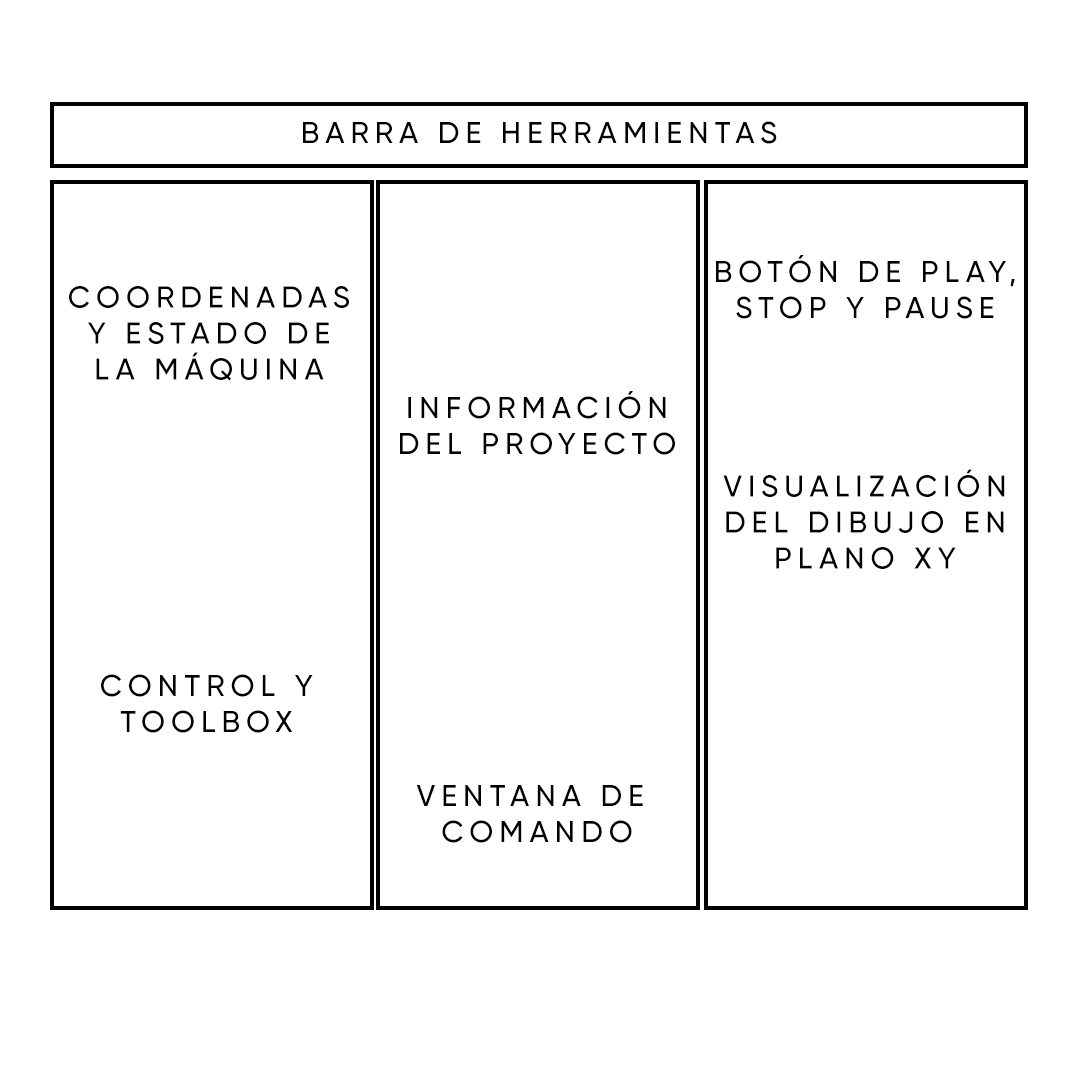 BARRA DE HERRAMIENTAS
COORDENADAS
Y ESTADO DE
LA MÁQUINA
CONTROL Y
TOOLBOX
INFORMACIÓN
DEL PROYECTO
VENTANA DE
COMANDO
BOTÓN DE PLAY,
STOP Y PAUSE
VISUALIZACIÓN
DEL DIBUJO EN
PLANO XY